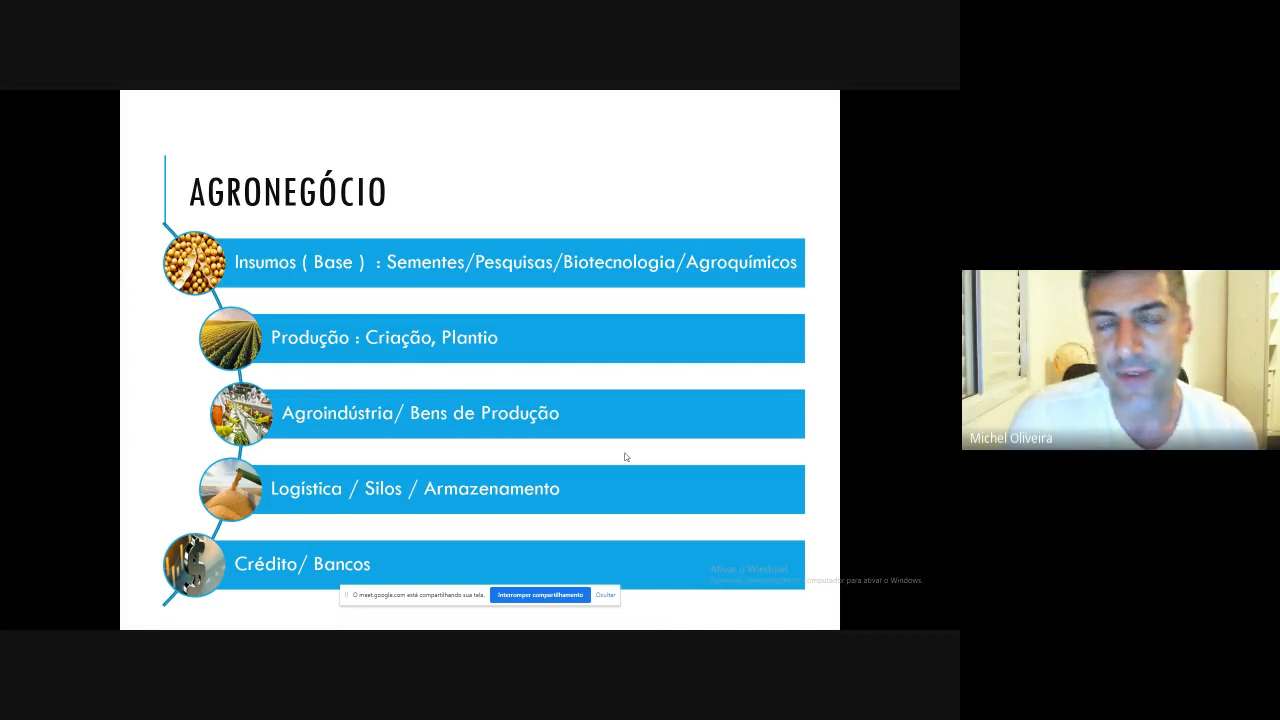 AGRONEGÓCIO
Insumos ( Base ) : Sementes/Pesquisas/Biotecnologia/Agroquímicos
Produção : Criação, Plantio
Agroindústria/ Bens de Produção
Michel Oliveira
Logística / Silos / Armazenamento
Crédito/ Bancos
Ativar o Windows
computador para ativar o Windows.
O meet.google.com está compartilhando sua tela.
Interromper compartilhamento
Ocultar